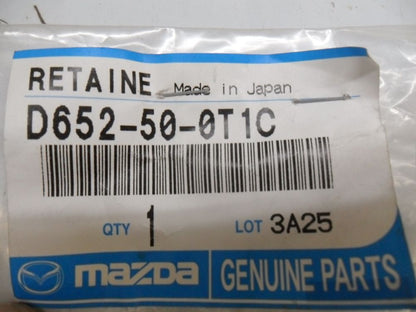 RETAINE Made in Japan
D652-50-0T1C
QTY 1 LOT 3A25
mazda GENUINE PARTS